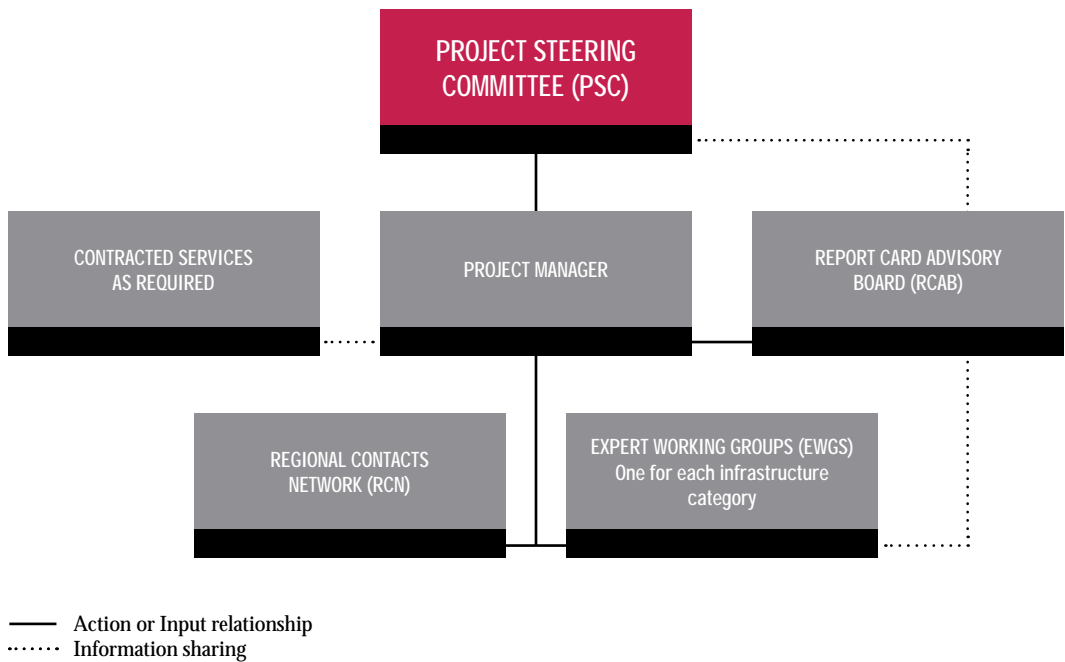 PROJECT STEERING
COMMITTEE (PSC)
CONTRACTED SERVICES
AS REQUIRED
PROJECT MANAGER
REPORT CARD ADVISORY
BOARD (RCAB)
REGIONAL CONTACTS
NETWORK (RCN)
EXPERT WORKING GROUPS (EWGS)
One for each infrastructure
category
Action or Input relationship
Information sharing